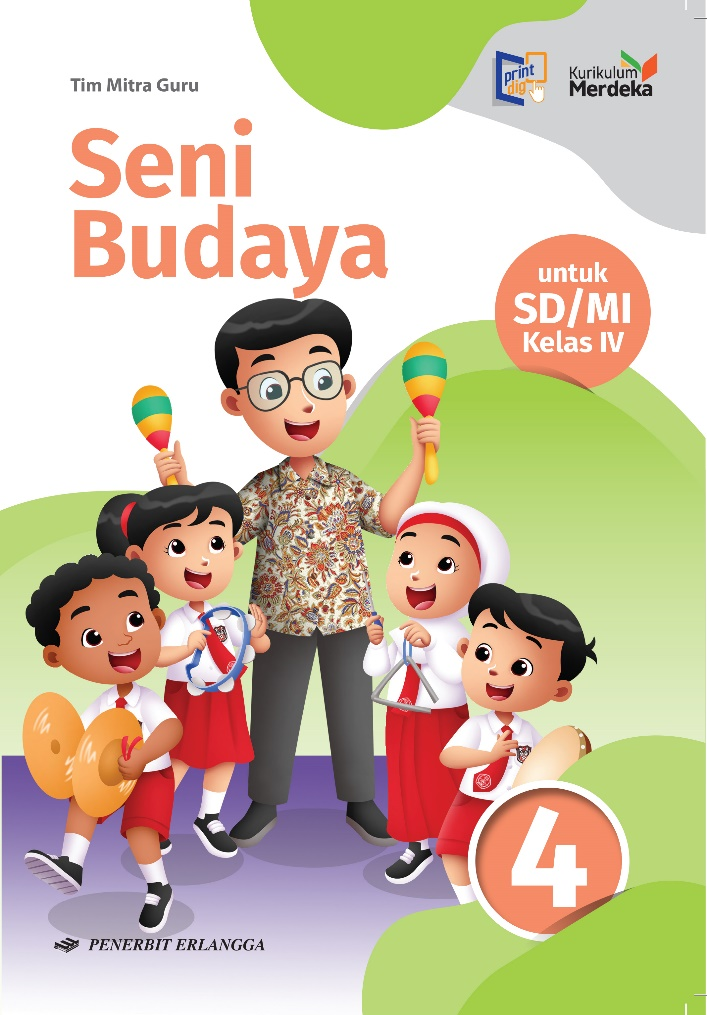 Tim Mitra Guru
print
dig
Kurikulum
Merdeka
Seni
Budaya
untuk
SD/MI
Kelas IV
4
PENERBIT ERLANGGA